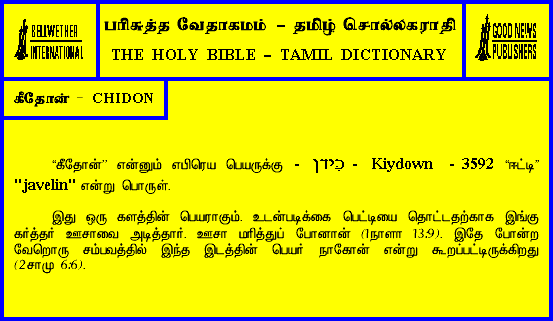 BELLWETHER
INTERNATIONAL
பரிசுத்த வேதாகமம் - தமிழ் சொல்லகராதி
THE HOLY BIBLE - TAMIL DICTIONARY
GOOD NEWS
PUBLISHERS
கீதோன் - CHIDON
“கீதோன்” என்னும் எபிரெய பெயருக்கு - כִּידֹן - Kiydown - 3592 “ஈட்டி”
"javelin" என்று பொருள்.
இது ஒரு களத்தின் பெயராகும். உடன்படிக்கை பெட்டியை தொட்டதற்காக இங்கு
கர்த்தர் ஊசாவை அடித்தார். ஊசா மரித்துப் போனான் (1நாளா 13:9). இதே போன்ற
வேறொரு சம்பவத்தில் இந்த இடத்தின் பெயர் நாகோன் என்று கூறப்பட்டிருக்கிறது
(2சாமு 6:6).